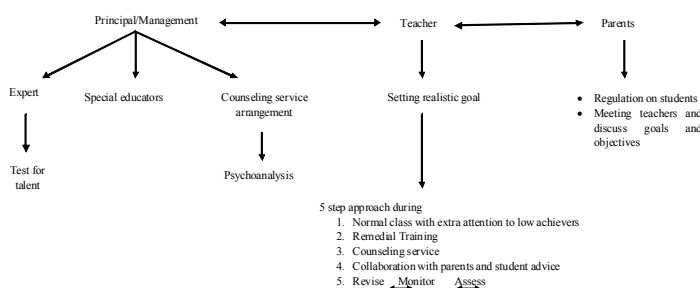 Principal/Management
Teacher
Parents
Expert
Special educators
Counseling service
arrangement
Setting realistic goal
• Regulation on students
• Meeting teachers and
discuss goals and
objectives
Test for
talent
Psychoanalysis
5 step approach during
1. Normal class with extra attention to low achievers
2. Remedial Training
3. Counseling service
4. Collaboration with parents and student advice
5. Revise Monitor Assess